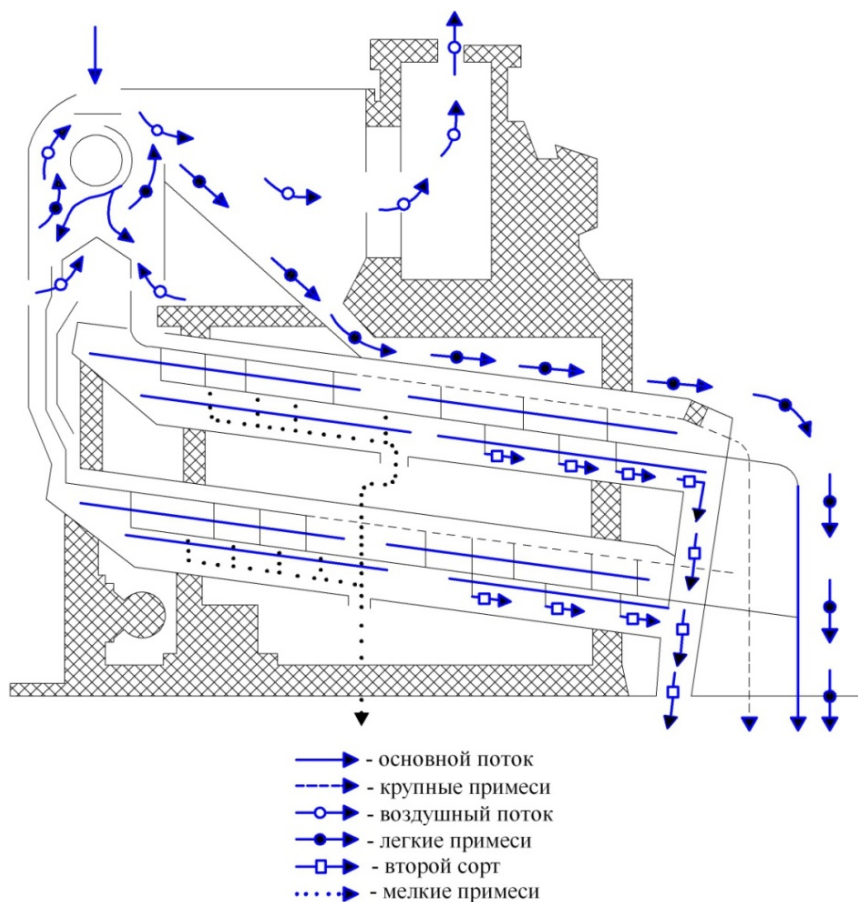 - основной поток
- крупные примеси
- воздушный поток
- легкие примеси
- второй сорт
- мелкие примеси